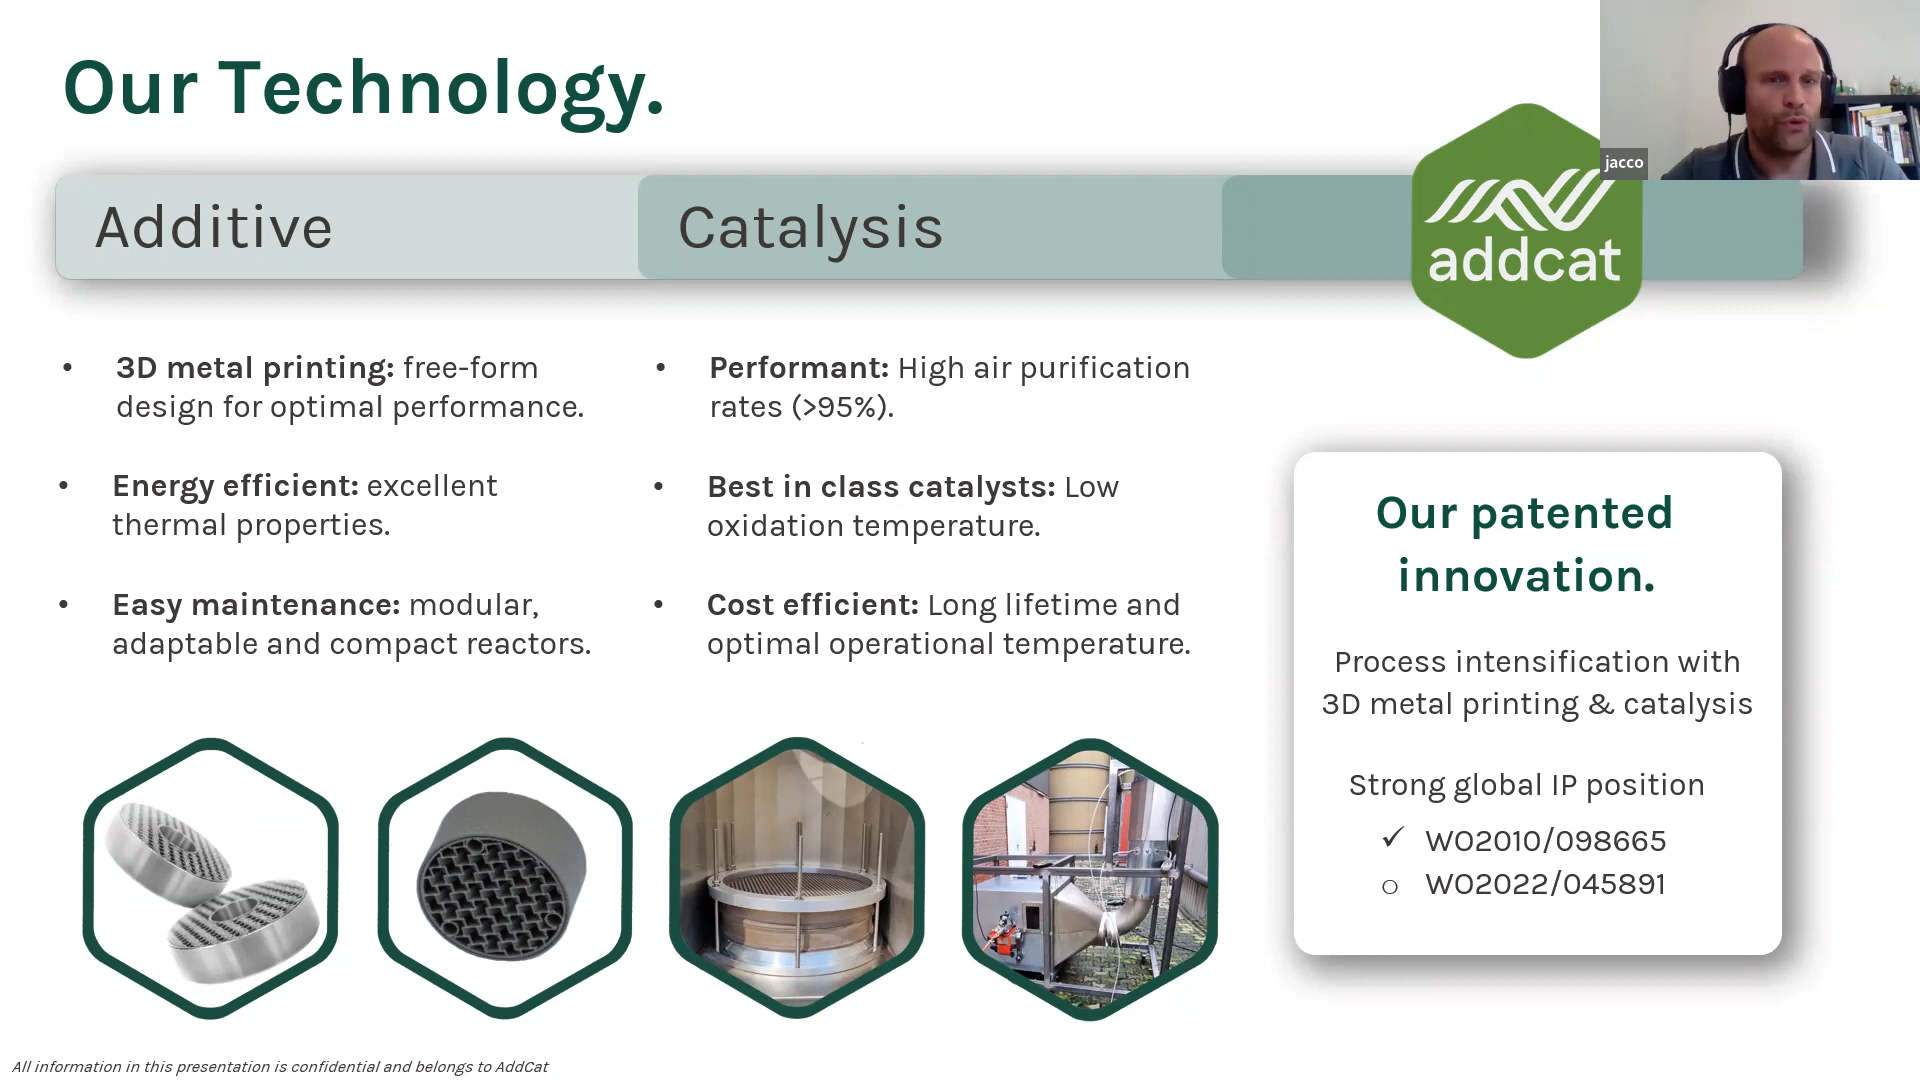 Our Technology.
jacco
Additive
Catalysis
addcat
• 3D metal printing: free-form
design for optimal performance.
• Energy efficient: excellent
thermal properties.
• Easy maintenance: modular,
adaptable and compact reactors.
• Performant: High air purification
rates (>95%).
• Best in class catalysts: Low
oxidation temperature.
• Cost efficient: Long lifetime and
optimal operational temperature.
Our patented
innovation.
Process intensification with
3D metal printing & catalysis
Strong global IP position
✓ WO2010/098665
○ WO2022/045891
All information in this presentation is confidential and belongs to AddCat